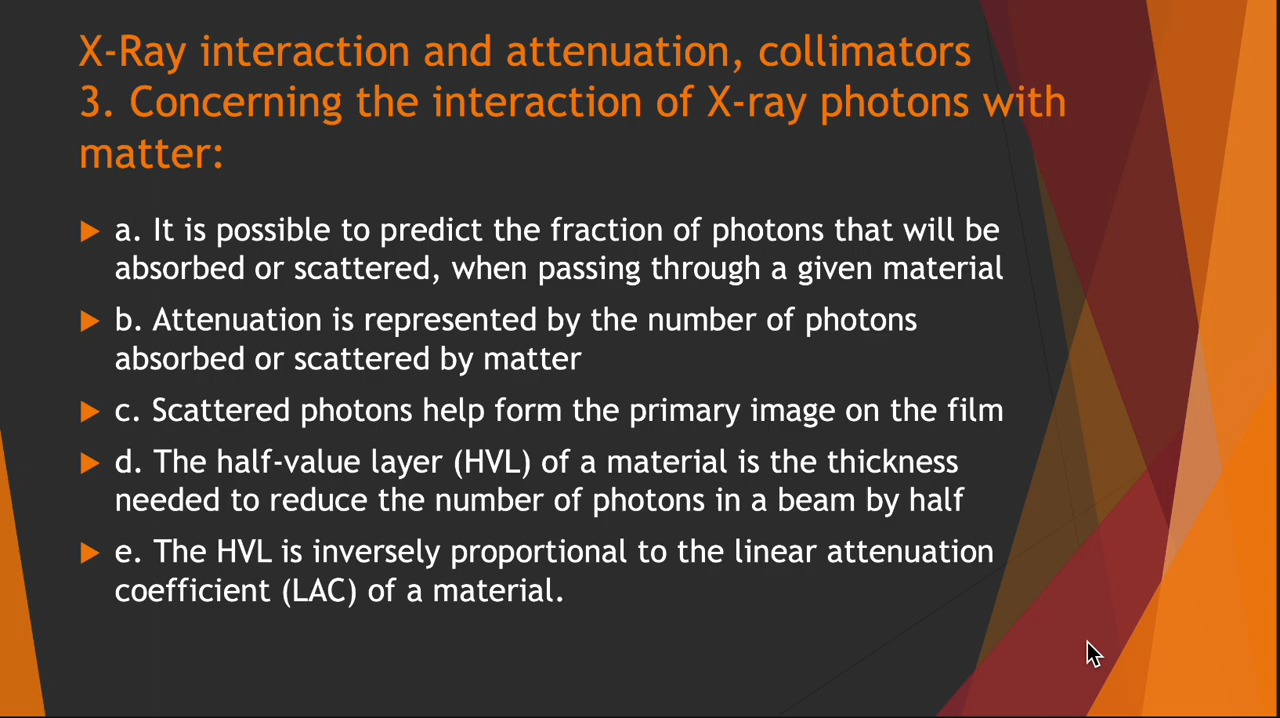 X-Ray interaction and attenuation, collimators
3. Concerning the interaction of X-ray photons with
matter:
a. It is possible to predict the fraction of photons that will be
absorbed or scattered, when passing through a given material
b. Attenuation is represented by the number of photons
absorbed or scattered by matter
c. Scattered photons help form the primary image on the film
d. The half-value layer (HVL) of a material is the thickness
needed to reduce the number of photons in a beam by half
e. The HVL is inversely proportional to the linear attenuation
coefficient (LAC) of a material.